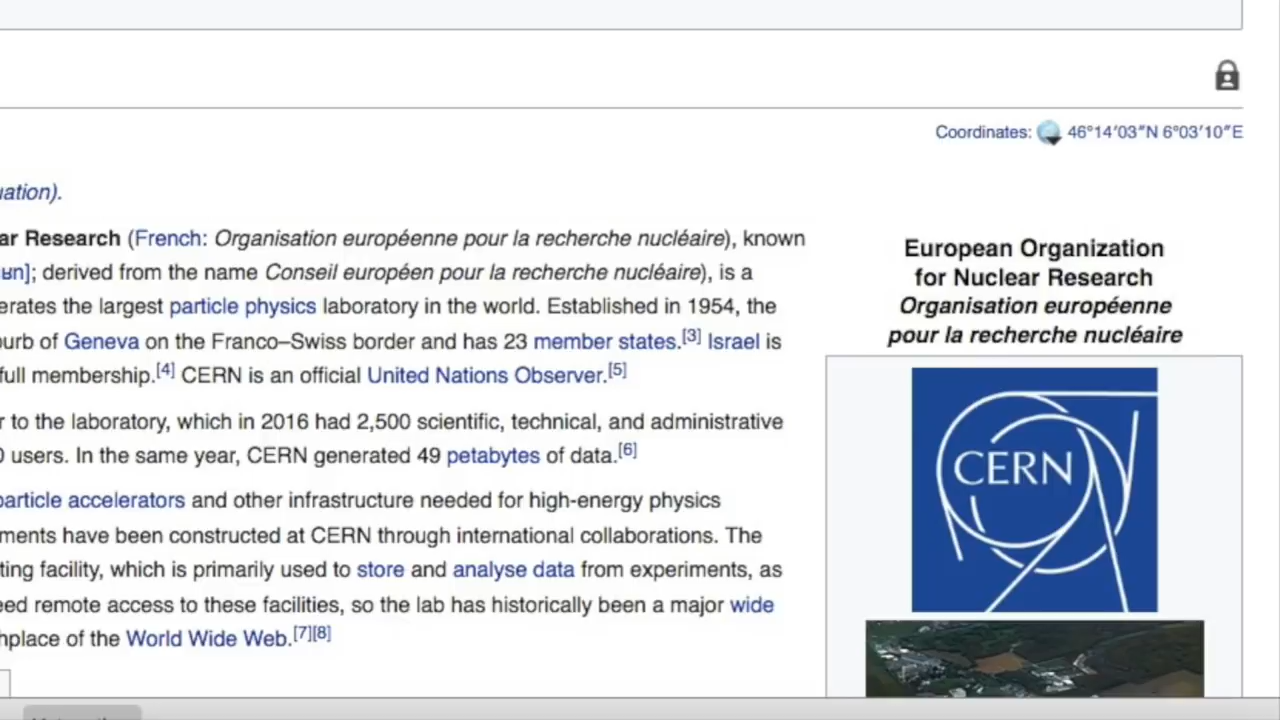 Coordinates: 46°14′03″N 6°03′10″E
uation).
ar Research (French: Organisation européenne pour la recherche nucléaire), known
ʁn]; derived from the name Conseil européen pour la recherche nucléaire), is a
erates the largest particle physics laboratory in the world. Established in 1954, the
ourb of Geneva on the Franco–Swiss border and has 23 member states.[3] Israel is
full membership.[4] CERN is an official United Nations Observer.[5]
r to the laboratory, which in 2016 had 2,500 scientific, technical, and administrative
0 users. In the same year, CERN generated 49 petabytes of data.[6]
particle accelerators and other infrastructure needed for high-energy physics
ments have been constructed at CERN through international collaborations. The
ting facility, which is primarily used to store and analyse data from experiments, as
eed remote access to these facilities, so the lab has historically been a major wide
hplace of the World Wide Web.[7][8]
European Organization
for Nuclear Research
Organisation européenne
pour la recherche nucléaire
CERN